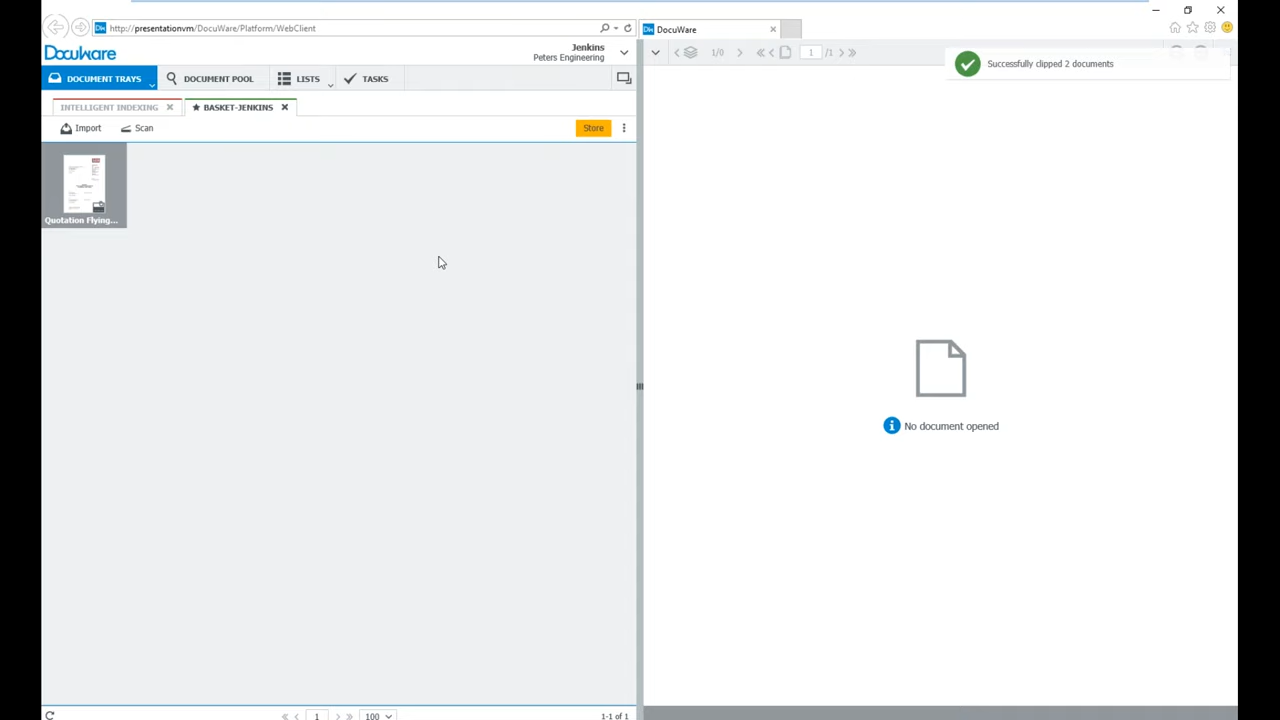 http://presentationvm/DocuWare/Platform/WebClient
DocuWare
DocuWare
Jenkins
Peters Engineering
1/0
1
/1
Successfully clipped 2 documents
DOCUMENT TRAYS
DOCUMENT POOL
LISTS
TASKS
INTELLIGENT INDEXING
BASKET-JENKINS
Import
Scan
Store
Quotation Flying...
No document opened
1
100
1-1 of 1